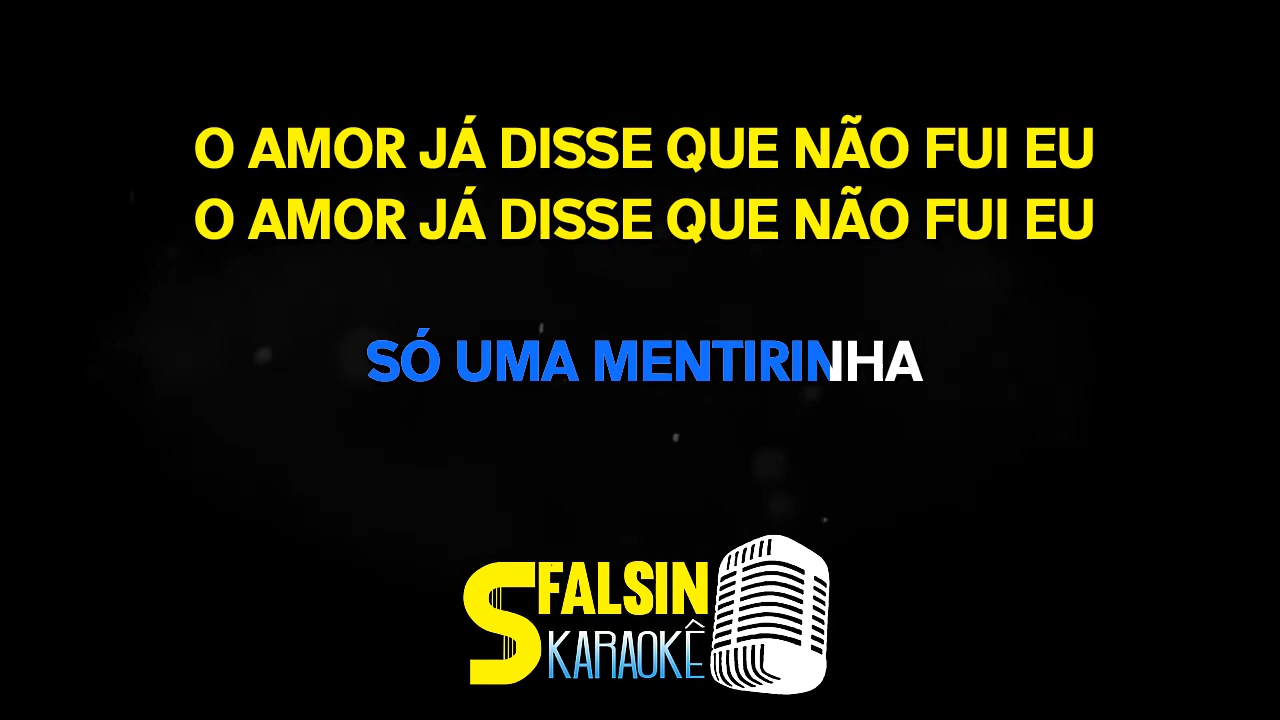 O AMOR JÁ DISSE QUE NÃO FUI EU
O AMOR JÁ DISSE QUE NÃO FUI EU
SÓ UMA MENTIRINHA
S FALSIN
KARAOKÊ